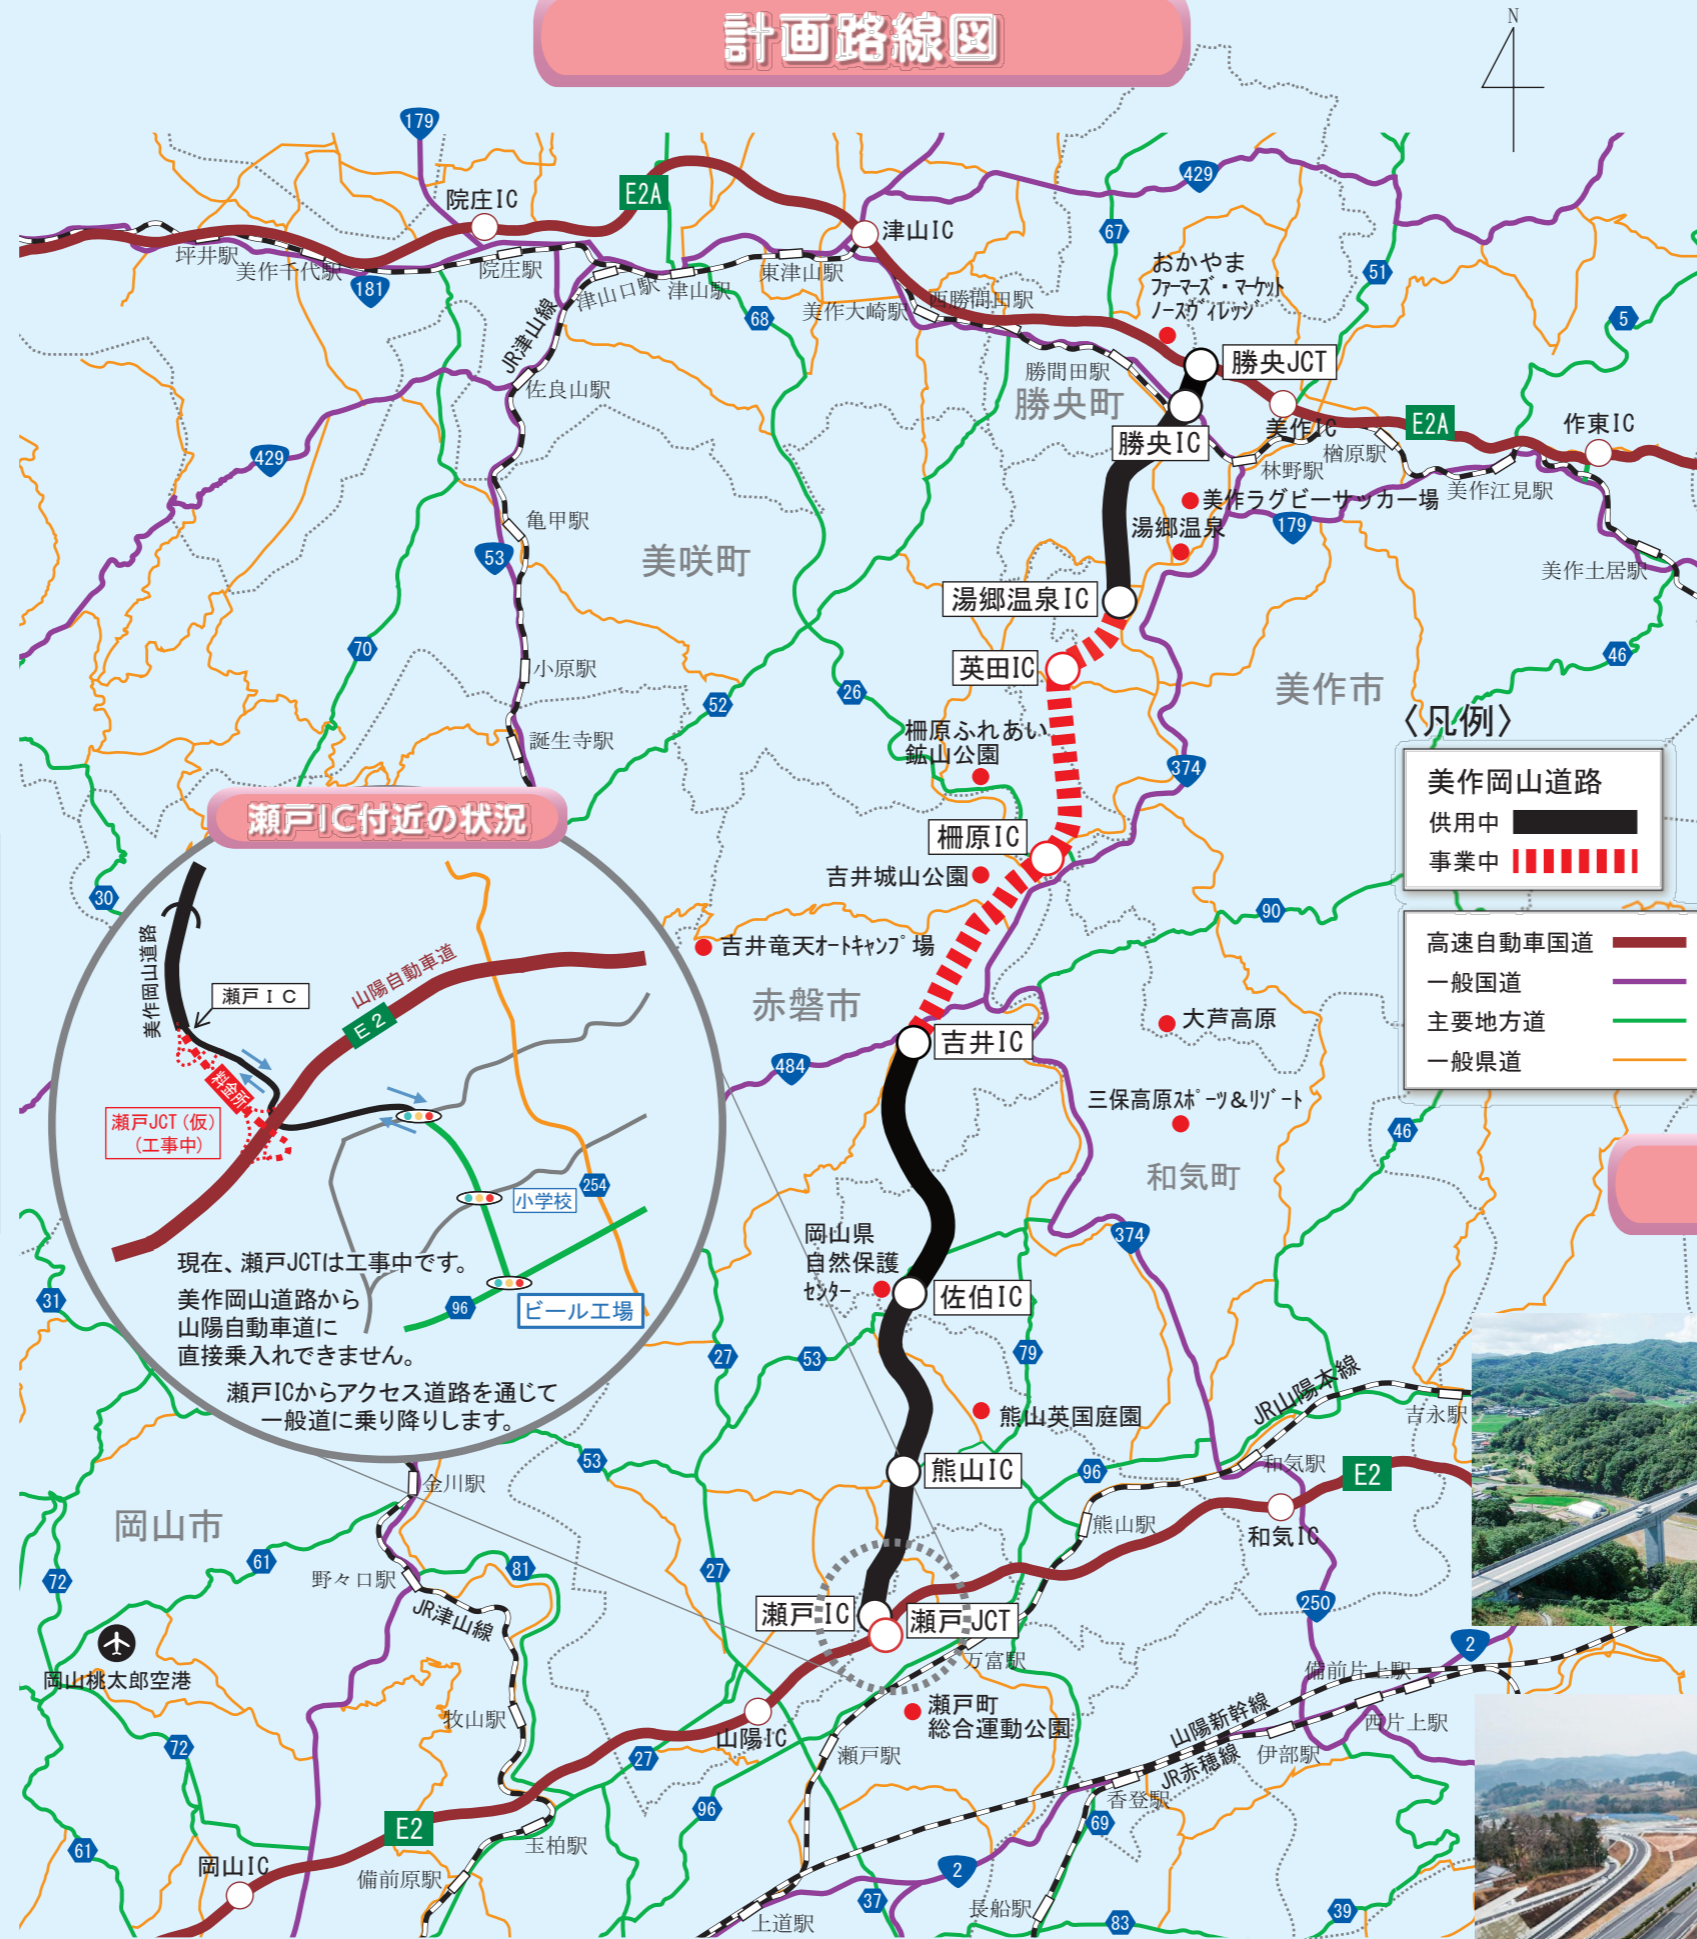 計画路線図
N
179
院庄IC
E2A
429
津山IC
67
坪井駅
美作千代駅
院庄駅
東津山駅
おかやま
ファーマーズ・マーケット
ノースヴィレッジ
51
181
津山口駅
津山駅
68
美作大崎駅
西勝間田駅
5
JR津山線
勝間田駅
勝央JCT
佐良山駅
勝央町
美作IC
E2A
作東IC
429
勝央IC
林野駅
楢原駅
美作江見駅
美作ラグビーサッカー場
亀甲駅
湯郷温泉
179
53
美咲町
美作土居駅
湯郷温泉IC
70
小原駅
英田IC
46
美作市
52
26
〈凡例〉
誕生寺駅
柵原ふれあい
鉱山公園
374
美作岡山道路
供用中
事業中
瀬戸IC付近の状況
柵原IC
吉井城山公園
30
90
吉井竜天オートキャンプ場
高速自動車国道
一般国道
主要地方道
一般県道
美作岡山道路
瀬戸IC
山陽自動車道
E2
赤磐市
大芦高原
吉井IC
484
料金所
瀬戸JCT(仮)
(工事中)
三保高原スポーツ&リゾート
46
和気町
小学校
254
岡山県
自然保護
センター
374
現在、瀬戸JCTは工事中です。
美作岡山道路から
山陽自動車道に
直接乗入れできません。
瀬戸ICからアクセス道路を通じて
一般道に乗り降りします。
31
96
ビール工場
佐伯IC
27
53
79
JR山陽本線
熊山英国庭園
吉永駅
53
金川駅
熊山IC
96
和気駅
E2
岡山市
熊山駅
和気IC
61
81
72
野々口駅
27
JR津山線
瀬戸IC
瀬戸JCT
250
2
岡山桃太郎空港
万富駅
備前片上駅
牧山駅
瀬戸町
総合運動公園
山陽新幹線
西片上駅
72
山陽IC
瀬戸駅
27
JR赤穂線
伊部駅
96
香登駅
E2
69
玉柏駅
61
岡山IC
備前原駅
2
37
上道駅
長船駅
83
39